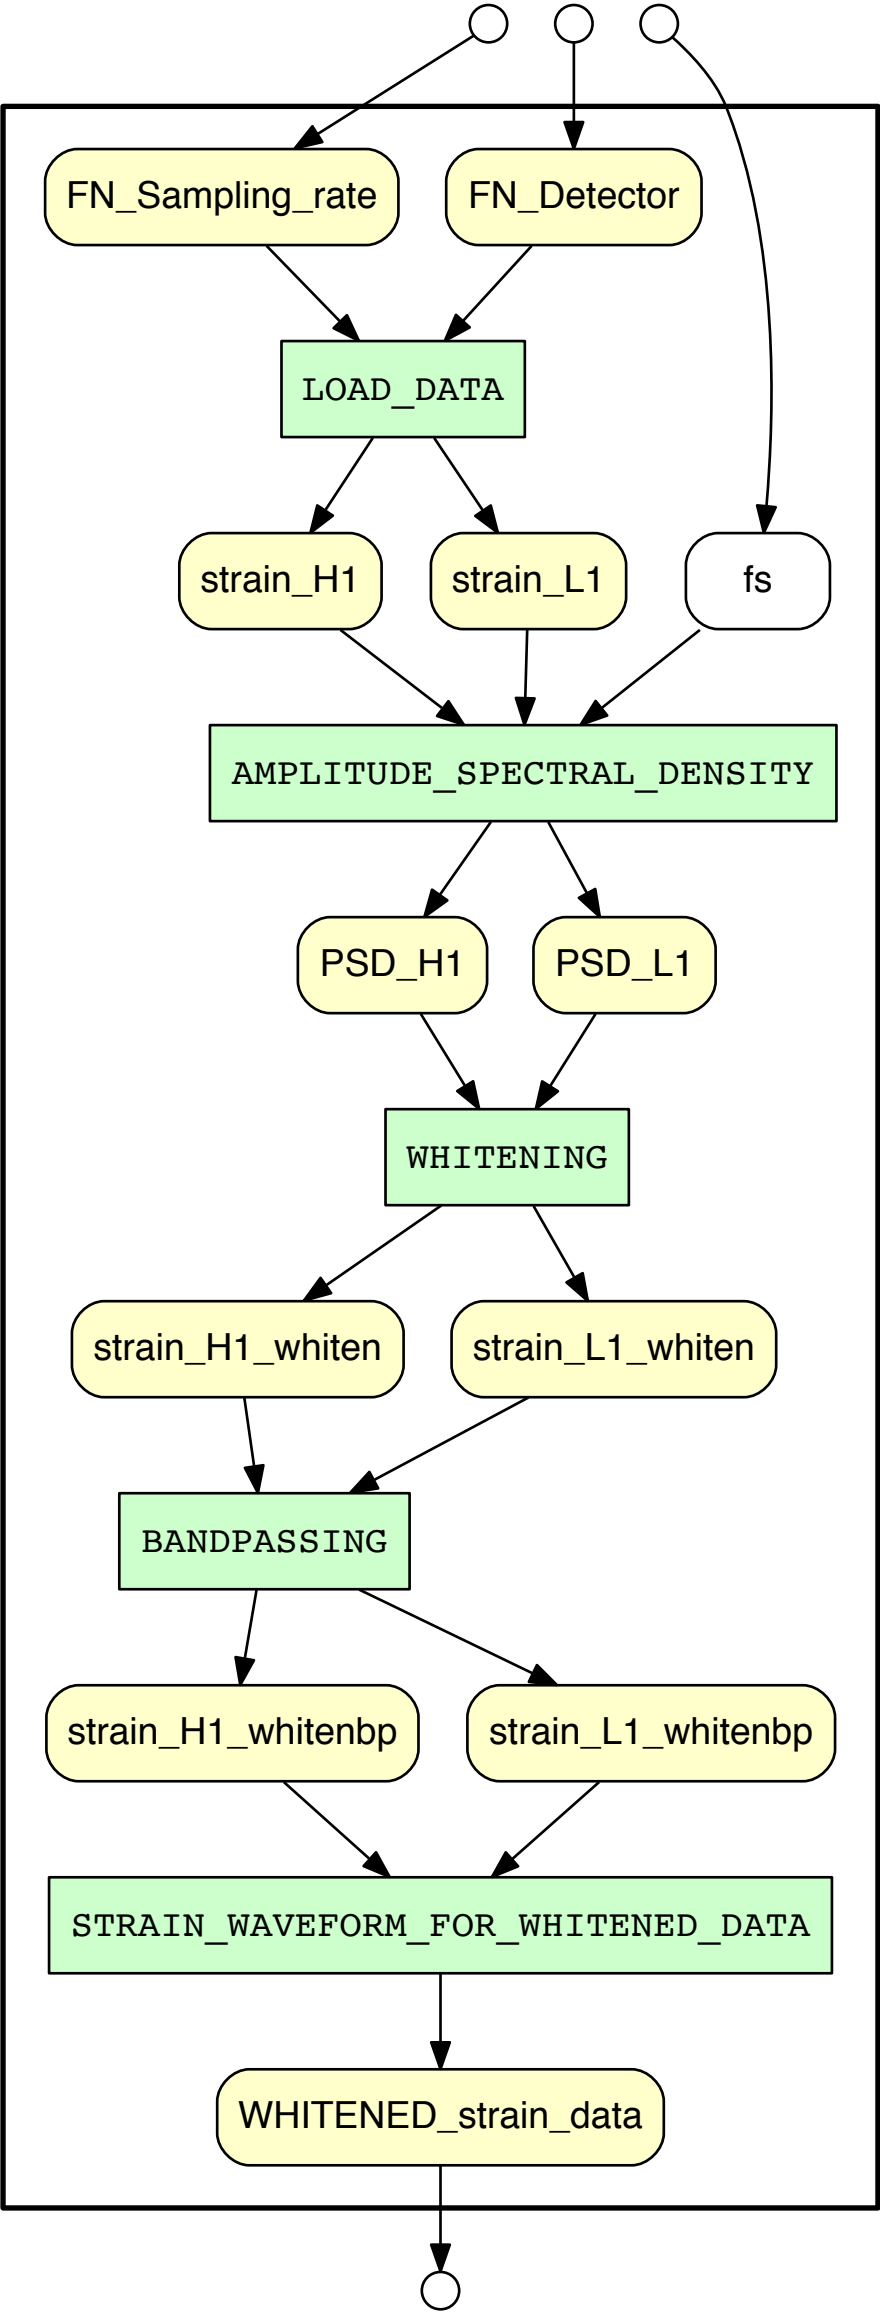 FN_Sampling_rate
FN_Detector
LOAD_DATA
strain_H1
strain_L1
fs
AMPLITUDE_SPECTRAL_DENSITY
PSD_H1
PSD_L1
WHITENING
strain_H1_whiten
strain_L1_whiten
BANDPASSING
strain_H1_whitenbp
strain_L1_whitenbp
STRAIN_WAVEFORM_FOR_WHITENED_DATA
WHITENED_strain_data